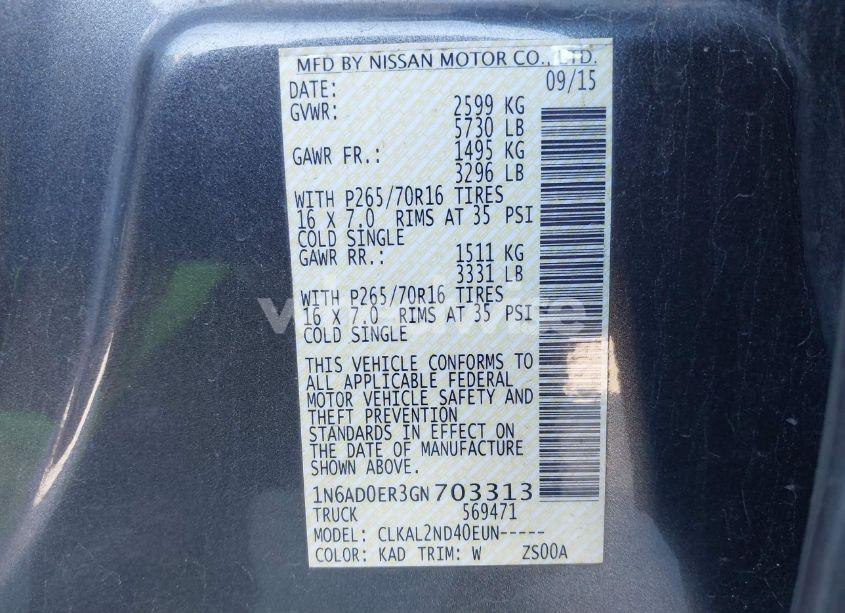 MFD BY NISSAN MOTOR CO., LTD.
DATE: 09/15
GVWR: 2599 KG
5730 LB
GAWR FR.: 1495 KG
3296 LB
WITH P265/70R16 TIRES
16 X 7.0 RIMS AT 35 PSI
COLD SINGLE
GAWR RR.: 1511 KG
3331 LB
WITH P265/70R16 TIRES
16 X 7.0 RIMS AT 35 PSI
COLD SINGLE
THIS VEHICLE CONFORMS TO
ALL APPLICABLE FEDERAL
MOTOR VEHICLE SAFETY AND
THEFT PREVENTION
STANDARDS IN EFFECT ON
THE DATE OF MANUFACTURE
SHOWN ABOVE.
1N6AD0ER3GN703313
TRUCK 569471
MODEL: CLKAL2ND40EUN-----
COLOR: KAD TRIM: W ZS00A